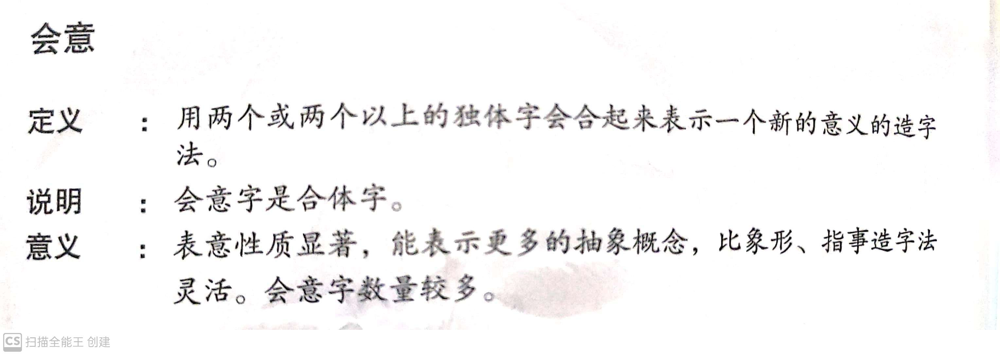 会意
定义 : 用两个或两个以上的独体字会合起来表示一个新的意义的造字
法。
说明 : 会意字是合体字。
意义 : 表意性质显著，能表示更多的抽象概念，比象形、指事造字法
灵活。会意字数量较多。
CS 扫描全能王 创建